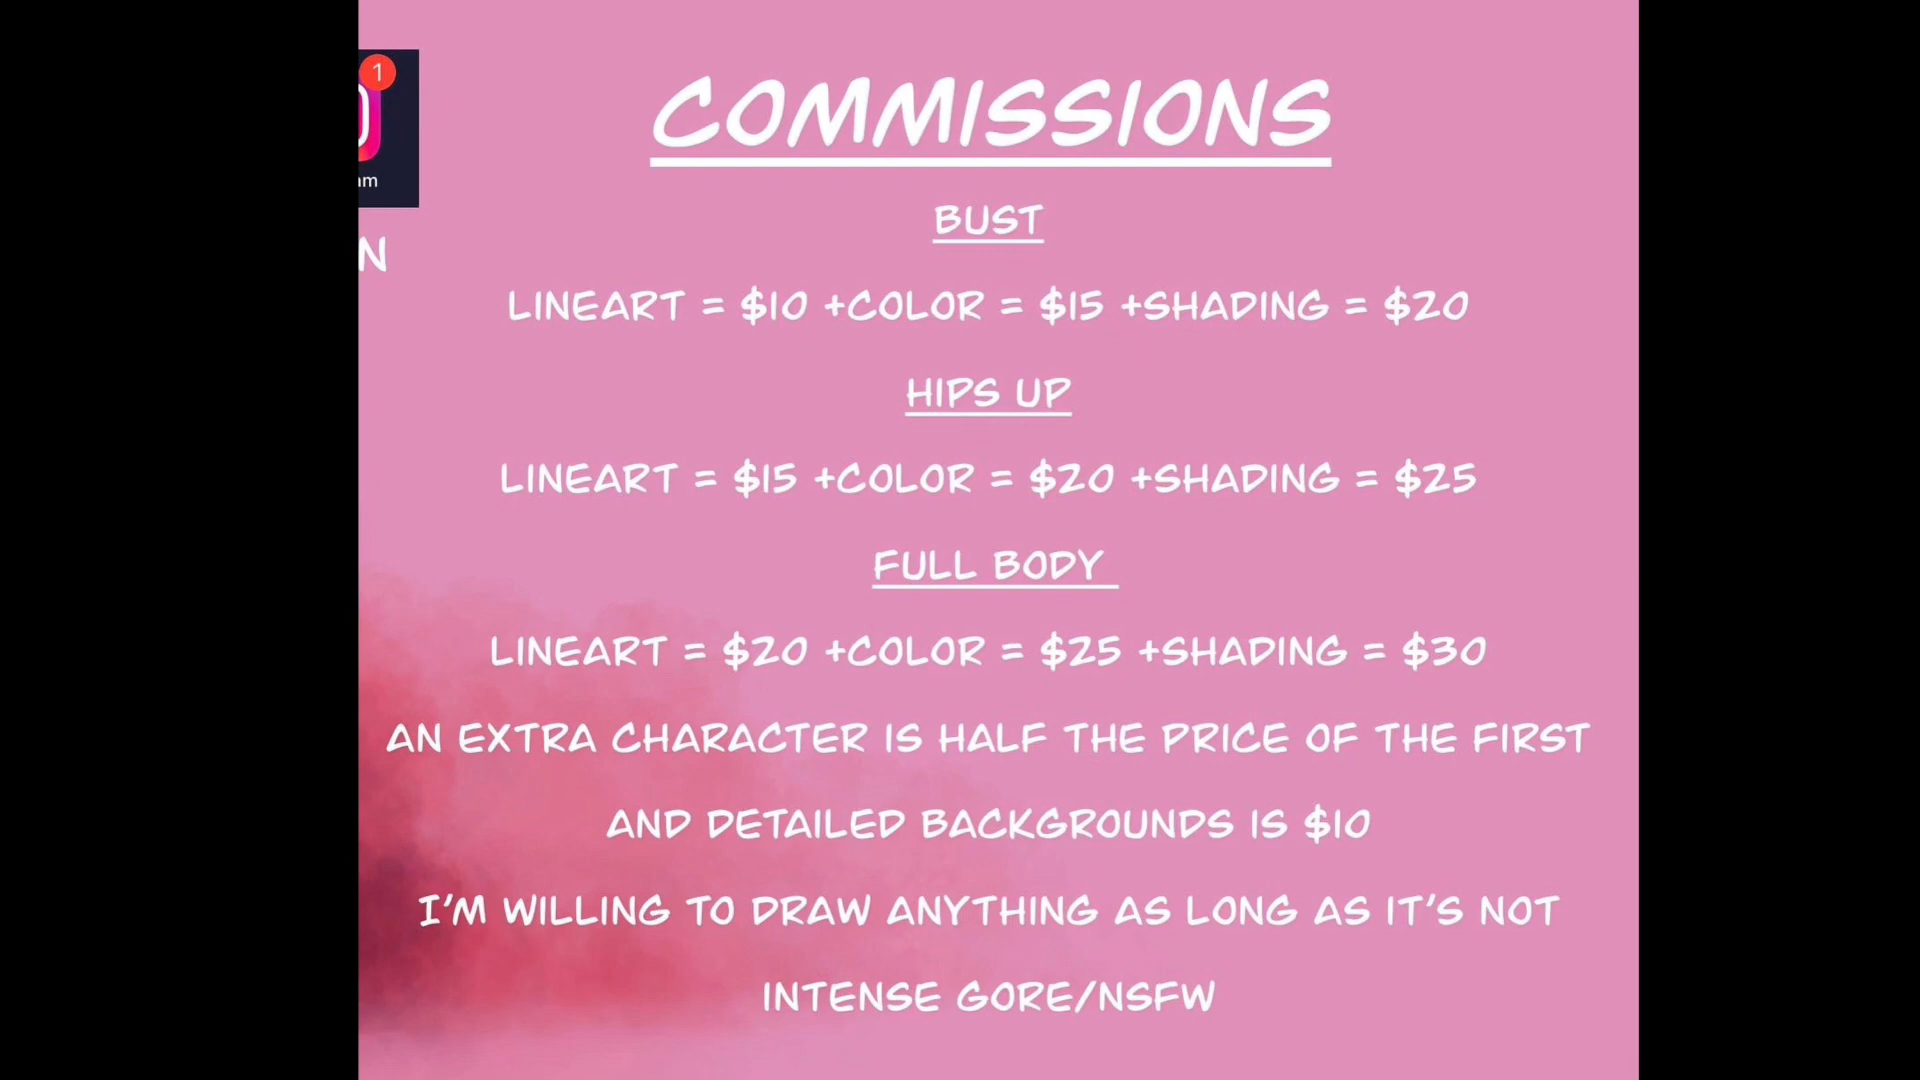 1
am
N
COMMISSIONS
BUST
LINEART = $10 +COLOR = $15 +SHADING = $20
HIPS UP
LINEART = $15 +COLOR = $20 +SHADING = $25
FULL BODY
LINEART = $20 +COLOR = $25 +SHADING = $30
AN EXTRA CHARACTER IS HALF THE PRICE OF THE FIRST
AND DETAILED BACKGROUNDS IS $10
I'M WILLING TO DRAW ANYTHING AS LONG AS IT'S NOT
INTENSE GORE/NSFW